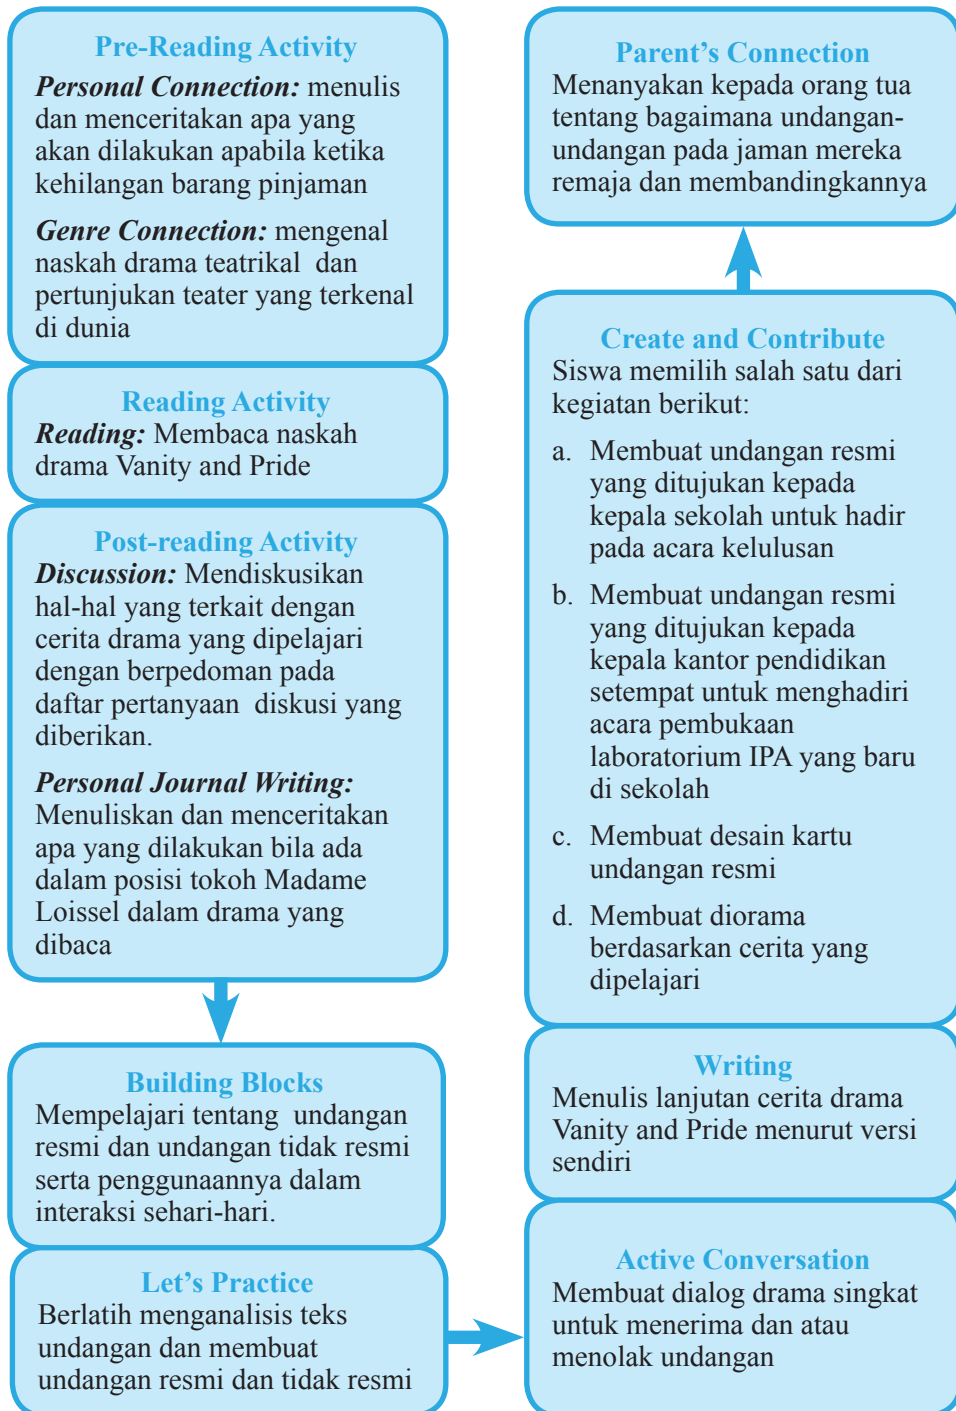 Pre-Reading Activity
Personal Connection: menulis
dan menceritakan apa yang
akan dilakukan apabila ketika
kehilangan barang pinjaman
Genre Connection: mengenal
naskah drama teatrikal dan
pertunjukan teater yang terkenal
di dunia
Reading Activity
Reading: Membaca naskah
drama Vanity and Pride
Post-reading Activity
Discussion: Mendiskusikan
hal-hal yang terkait dengan
cerita drama yang dipelajari
dengan berpedoman pada
daftar pertanyaan diskusi yang
diberikan.
Personal Journal Writing:
Menuliskan dan menceritakan
apa yang dilakukan bila ada
dalam posisi tokoh Madame
Loissel dalam drama yang
dibaca
Building Blocks
Mempelajari tentang undangan
resmi dan undangan tidak resmi
serta penggunaannya dalam
interaksi sehari-hari.
Let's Practice
Berlatih menganalisis teks
undangan dan membuat
undangan resmi dan tidak resmi
Active Conversation
Membuat dialog drama singkat
untuk menerima dan atau
menolak undangan
Writing
Menulis lanjutan cerita drama
Vanity and Pride menurut versi
sendiri
Create and Contribute
Siswa memilih salah satu dari
kegiatan berikut:
a. Membuat undangan resmi
yang ditujukan kepada
kepala sekolah untuk hadir
pada acara kelulusan
b. Membuat undangan resmi
yang ditujukan kepada
kepala kantor pendidikan
setempat untuk menghadiri
acara pembukaan
laboratorium IPA yang baru
di sekolah
c. Membuat desain kartu
undangan resmi
d. Membuat diorama
berdasarkan cerita yang
dipelajari
Parent's Connection
Menanyakan kepada orang tua
tentang bagaimana undangan-
undangan pada jaman mereka
remaja dan membandingkannya